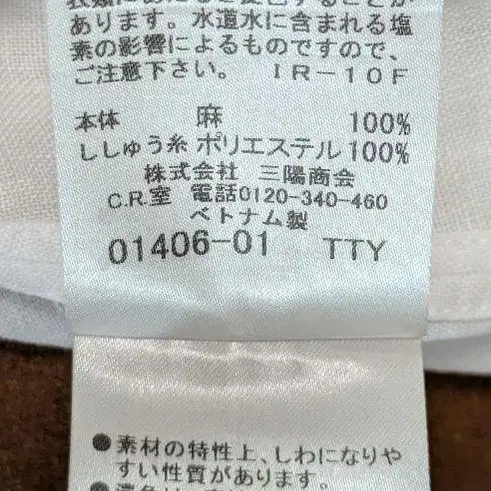 あります。水道水に含まれる塩
素の影響によるものですので、
ご注意下さい。 IR-10F
本体 麻 100%
ししゅう糸 ポリエステル 100%
株式会社 三陽商会
C.R.室 電話0120-340-460
ベトナム製
01406-01 TTY
●素材の特性上、しわになりや
すい性質があります。